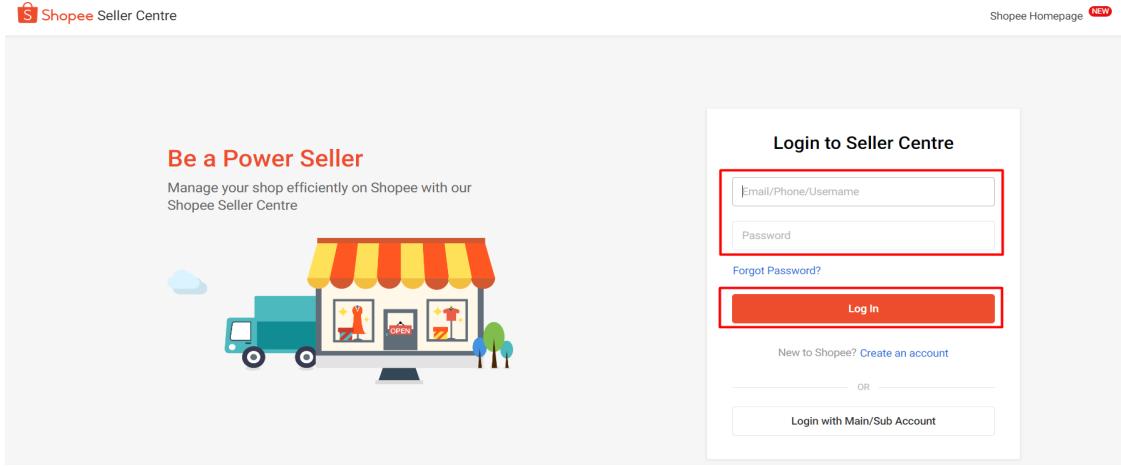 Shopee Seller Centre
Shopee Homepage NEW
Be a Power Seller
Manage your shop efficiently on Shopee with our
Shopee Seller Centre
OPEN
Login to Seller Centre
Email/Phone/Username
Password
Forgot Password?
Log In
New to Shopee? Create an account
OR
Login with Main/Sub Account